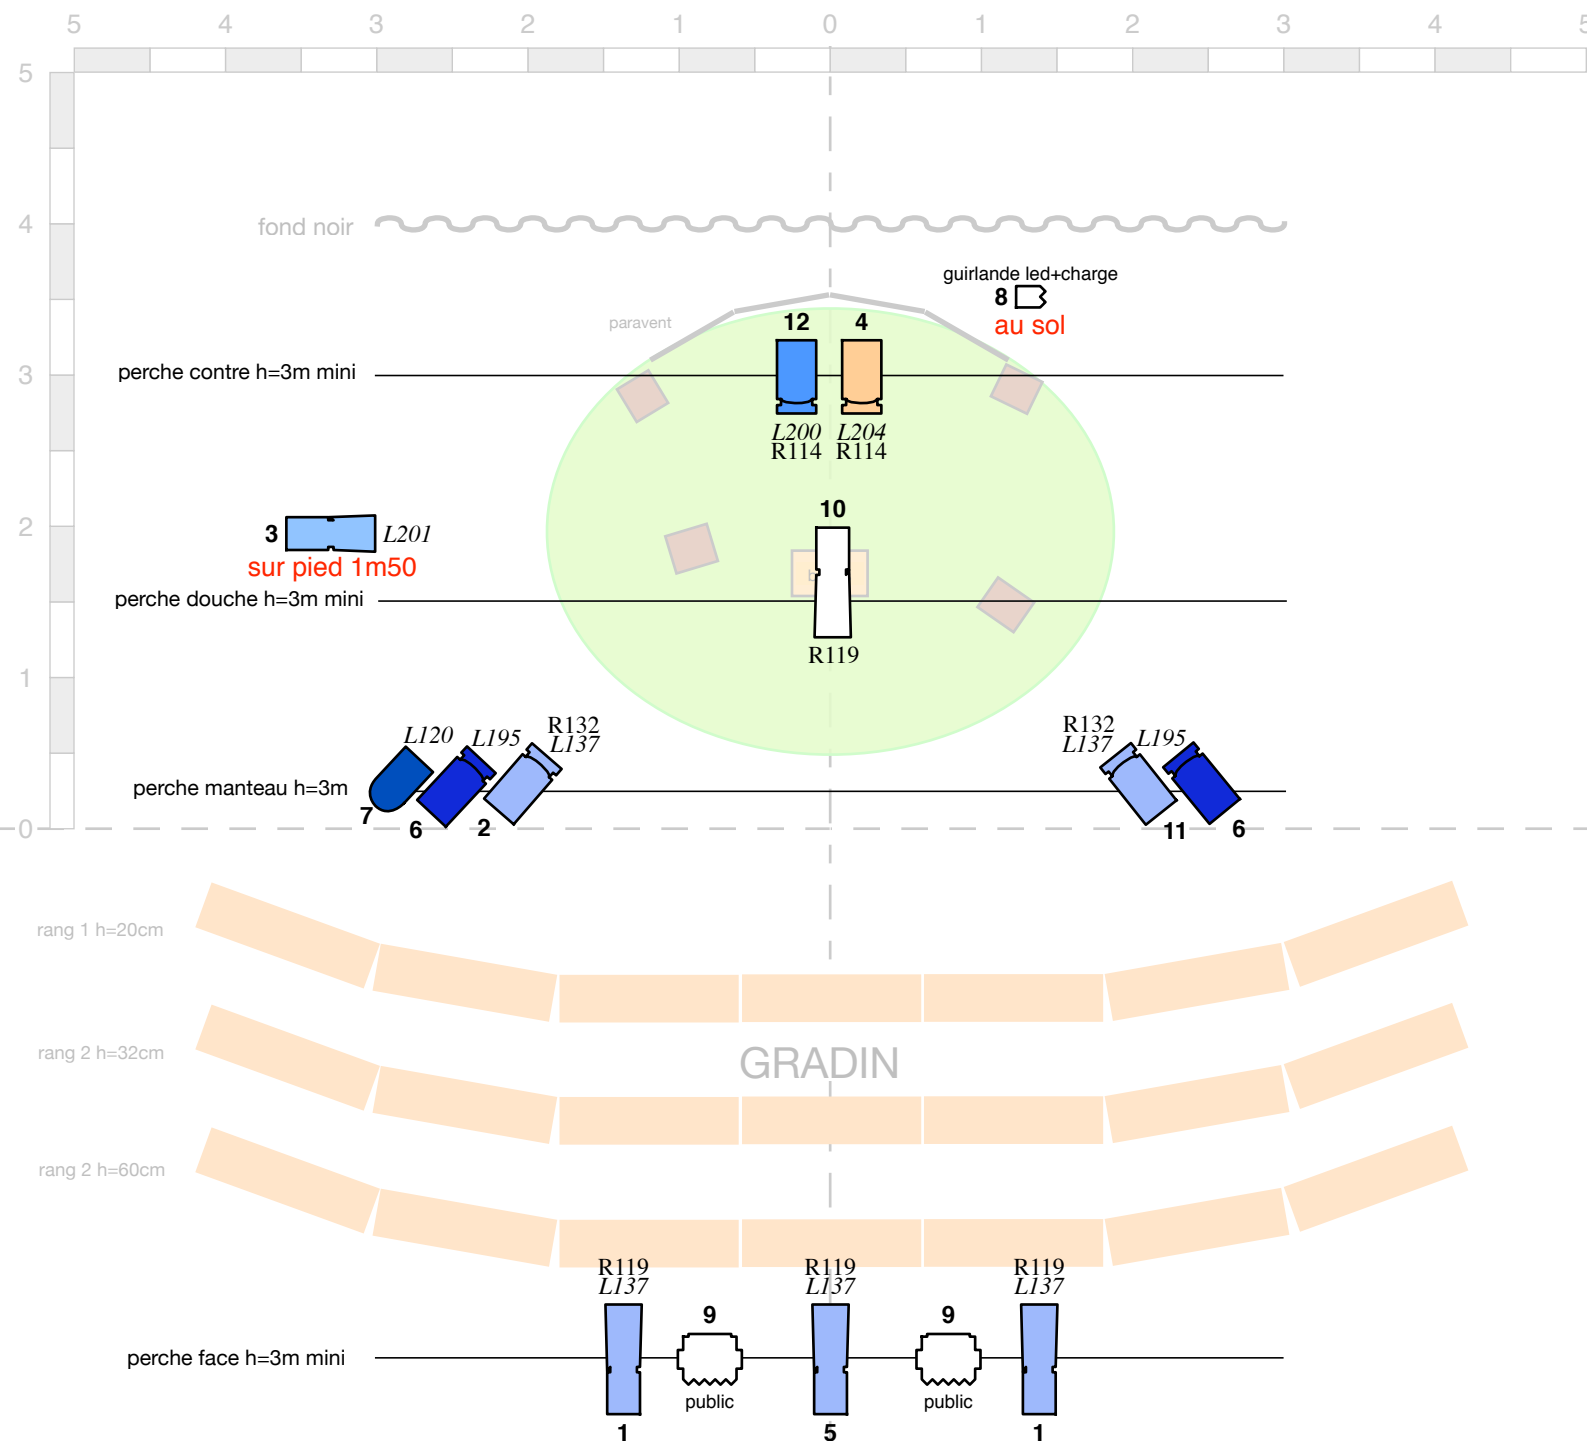 5 4 3 2 1 0 1 2 3 4 5
5
4
fond noir
guirlande led+charge
8
au sol
paravent
12 4
3
perche contre h=3m mini
L200 L204
R114 R114
10
2
3 L201
sur pied 1m50
perche douche h=3m mini
R119
1
L120 L195 R132
L137
R132
L137 L195
perche manteau h=3m
7
6 2 11 6
0
rang 1 h=20cm
rang 2 h=32cm
GRADIN
rang 2 h=60cm
R119 R119 R119
L137 L137 L137
9 9
perche face h=3m mini
public public
1 5 1